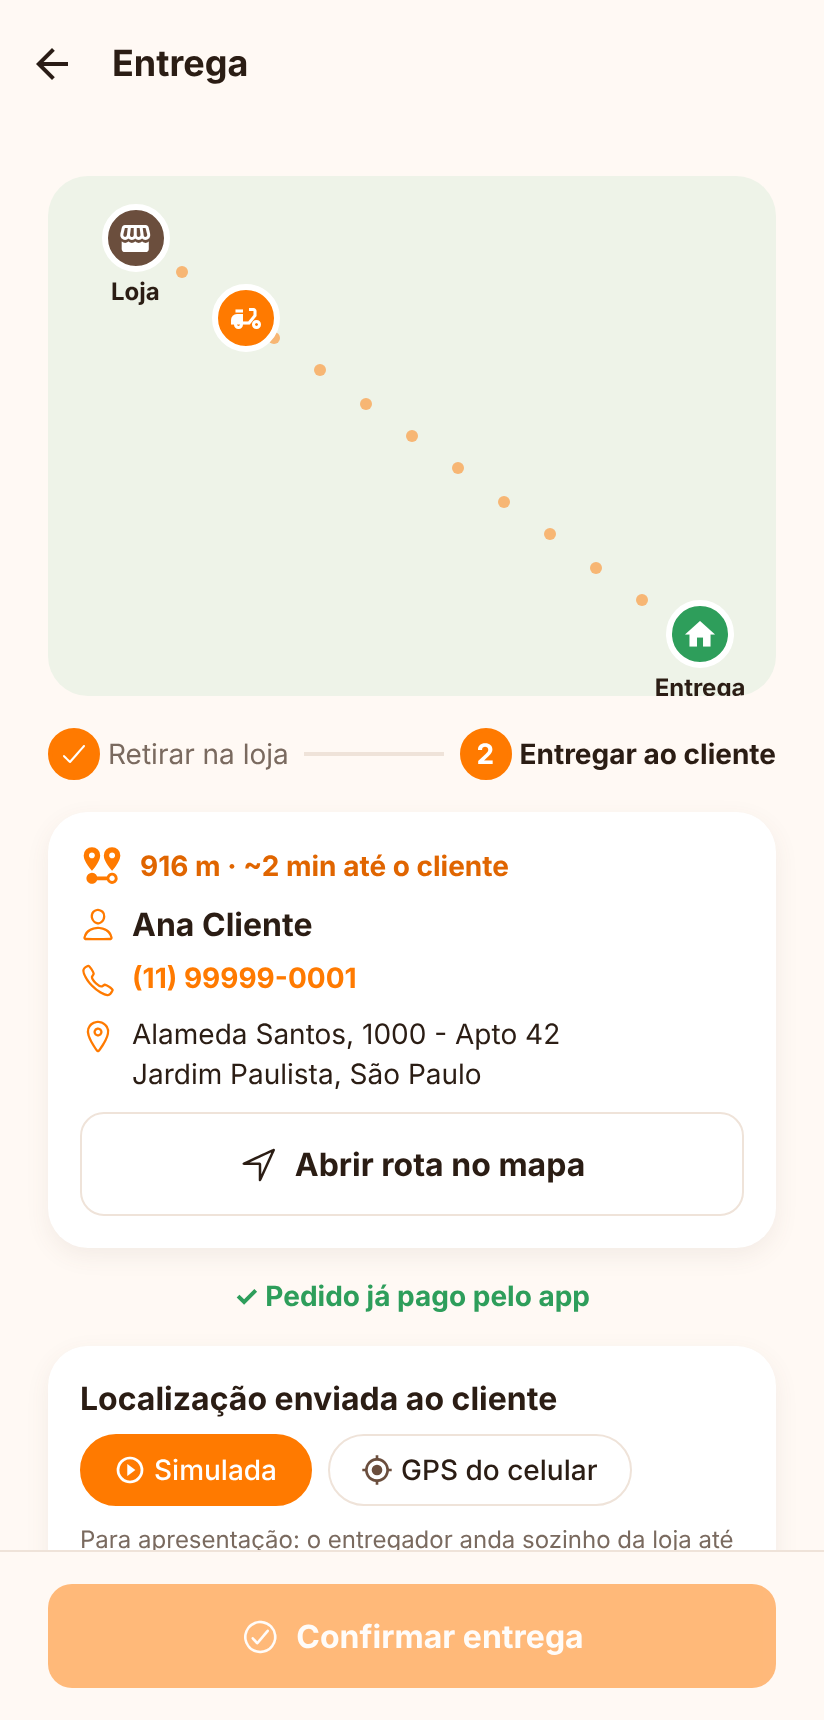 Entrega
Loja
Entrega
Retirar na loja
2
Entregar ao cliente
916 m · ~2 min até o cliente
Ana Cliente
(11) 99999-0001
Alameda Santos, 1000 - Apto 42
Jardim Paulista, São Paulo
Abrir rota no mapa
✓ Pedido já pago pelo app
Localização enviada ao cliente
Simulada
GPS do celular
Para apresentação: o entregador anda sozinho da loja até
Confirmar entrega